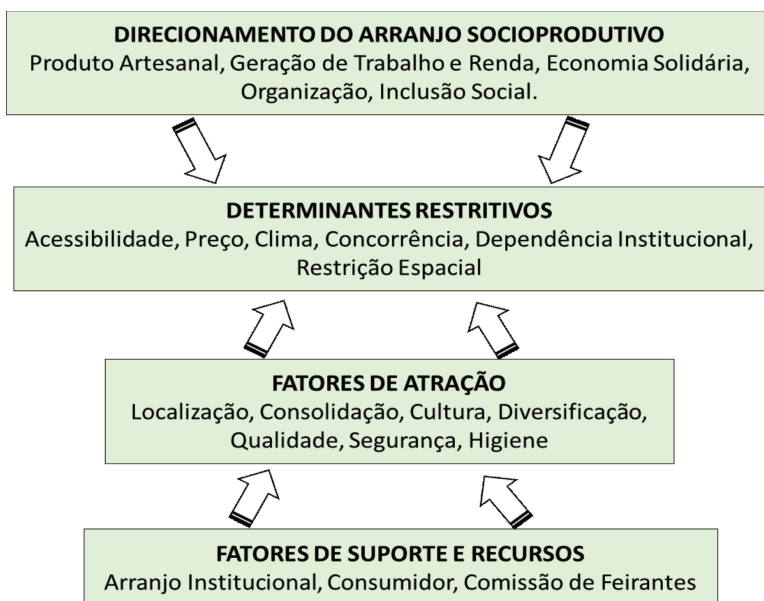 DIRECIONAMENTO DO ARRANJO SOCIOPRODUTIVO
Produto Artesanal, Geração de Trabalho e Renda, Economia Solidária,
Organização, Inclusão Social.
DETERMINANTES RESTRITIVOS
Acessibilidade, Preço, Clima, Concorrência, Dependência Institucional,
Restrição Espacial
FATORES DE ATRAÇÃO
Localização, Consolidação, Cultura, Diversificação,
Qualidade, Segurança, Higiene
FATORES DE SUPORTE E RECURSOS
Arranjo Institucional, Consumidor, Comissão de Feirantes